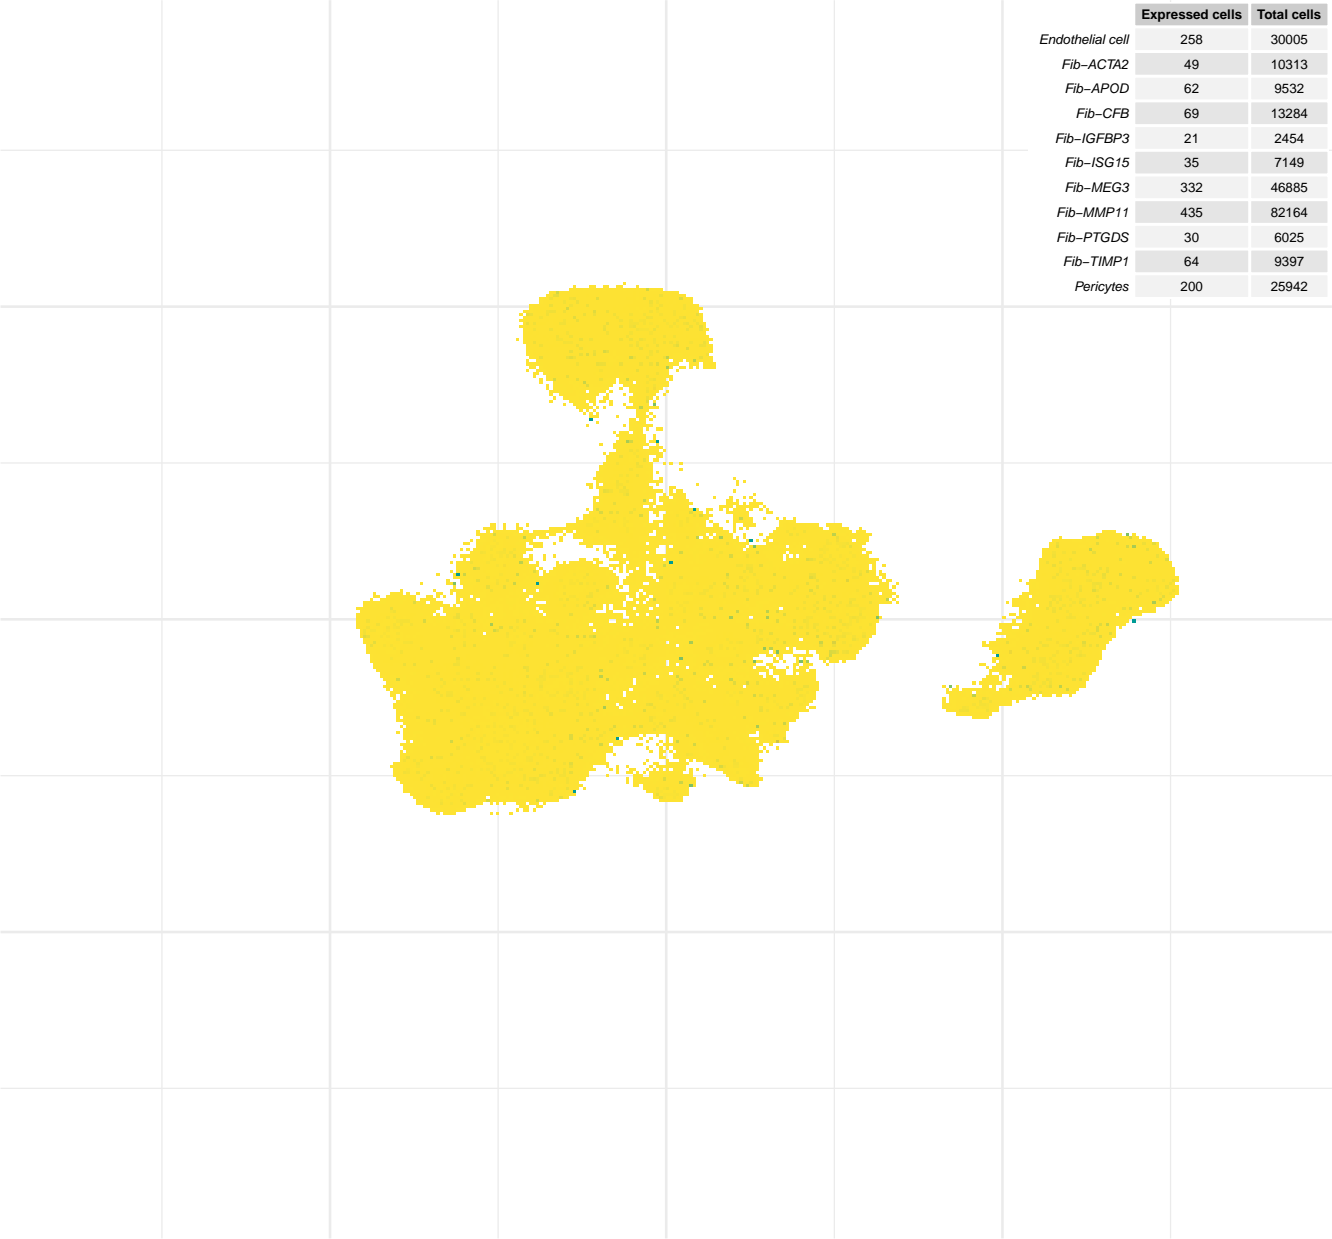 Expressed cells Total cells
Endothelial cell 258 30005
Fib−ACTA2 49 10313
Fib−APOD 62 9532
Fib−CFB 69 13284
Fib−IGFBP3 21 2454
Fib−ISG15 35 7149
Fib−MEG3 332 46885
Fib−MMP11 435 82164
Fib−PTGDS 30 6025
Fib−TIMP1 64 9397
Pericytes 200 25942